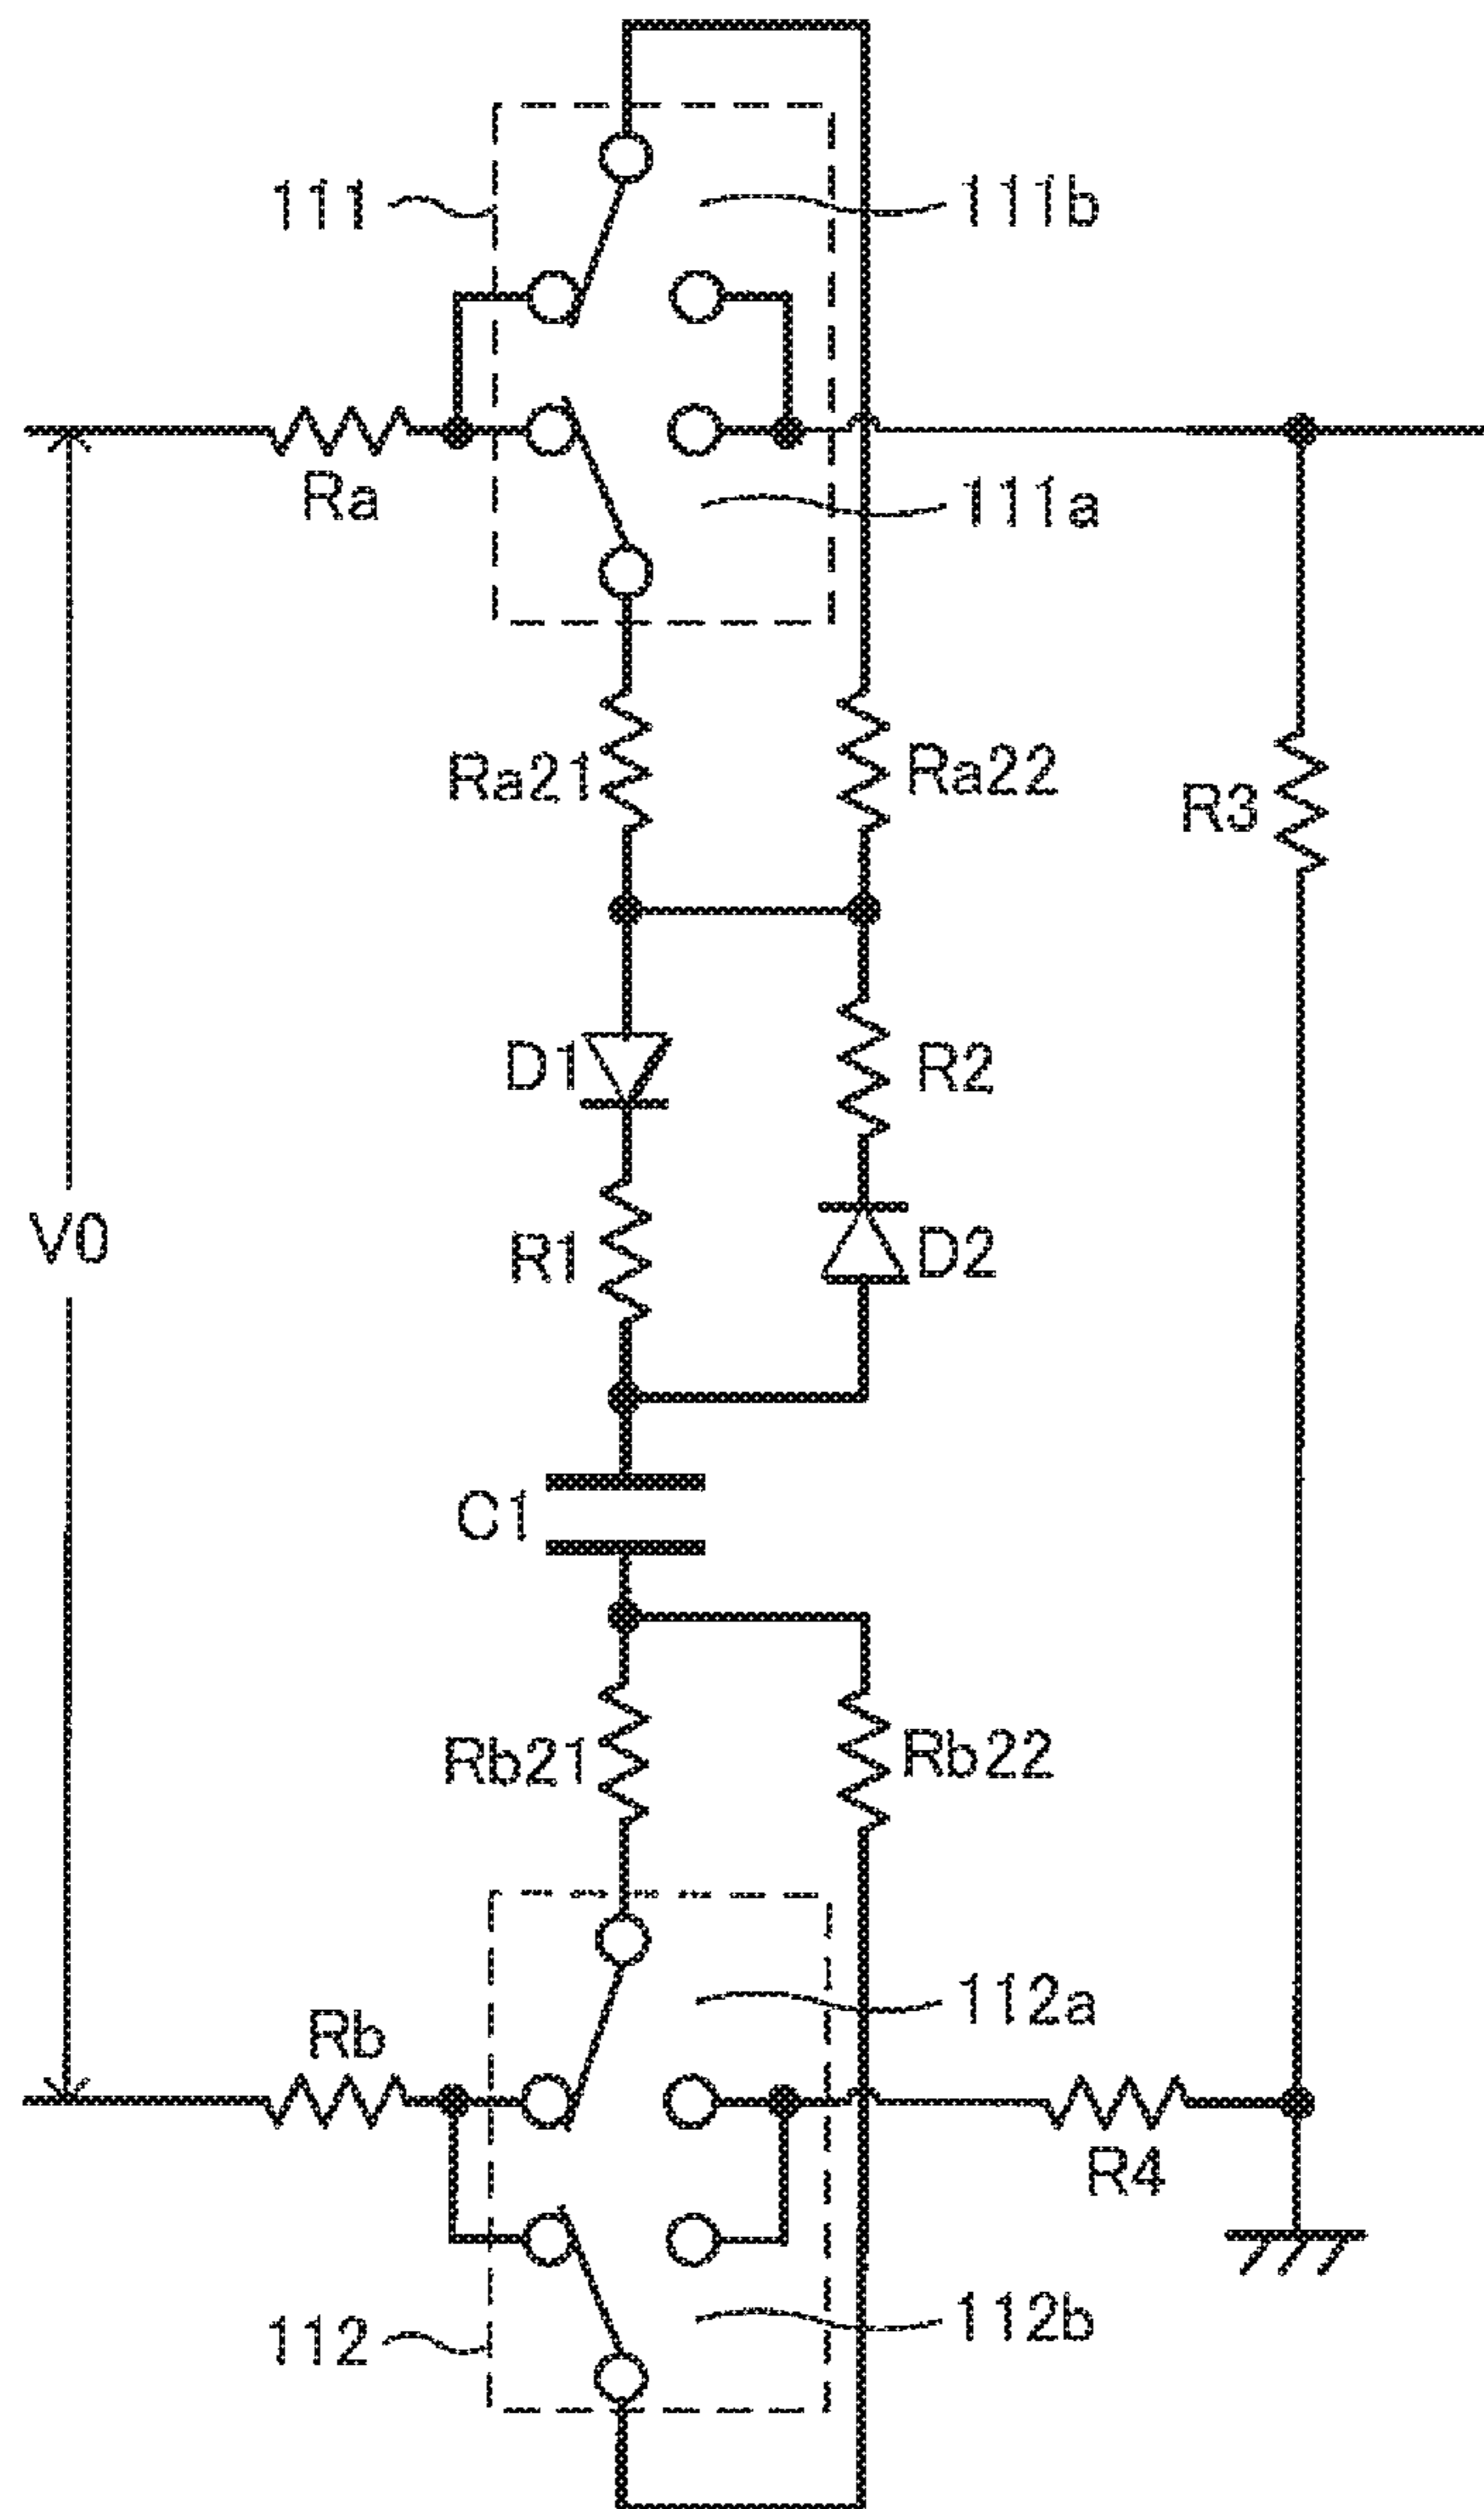 111
111b
Ra
111a
Ra21
Ra22
R3
D1
R2
V0
R1
D2
C1
Rb21
Rb22
112a
Rb
R4
112b
112